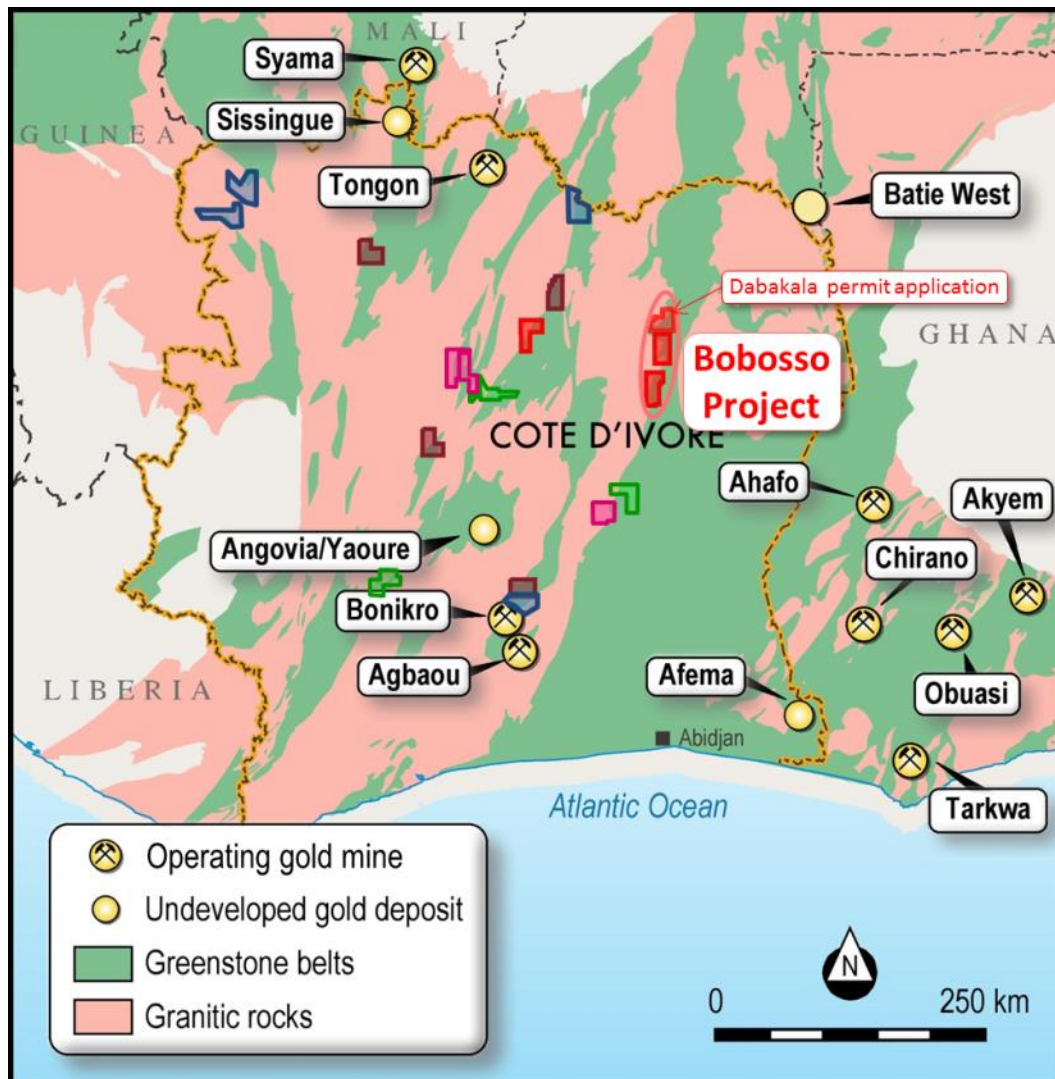 MALI
Syama
GUINEA
Sissingue
Tongon
Batie West
Dabakala permit application
GHANA
Bobosso
Project
COTE D'IVORE
Ahafo
Akyem
Angovia/Yaoure
Chirano
Bonikro
Agbaou
Afema
Obuasi
LIBERIA
Abidjan
Tarkwa
Atlantic Ocean
Operating gold mine
Undeveloped gold deposit
Greenstone belts
Granitic rocks
N
0 250 km